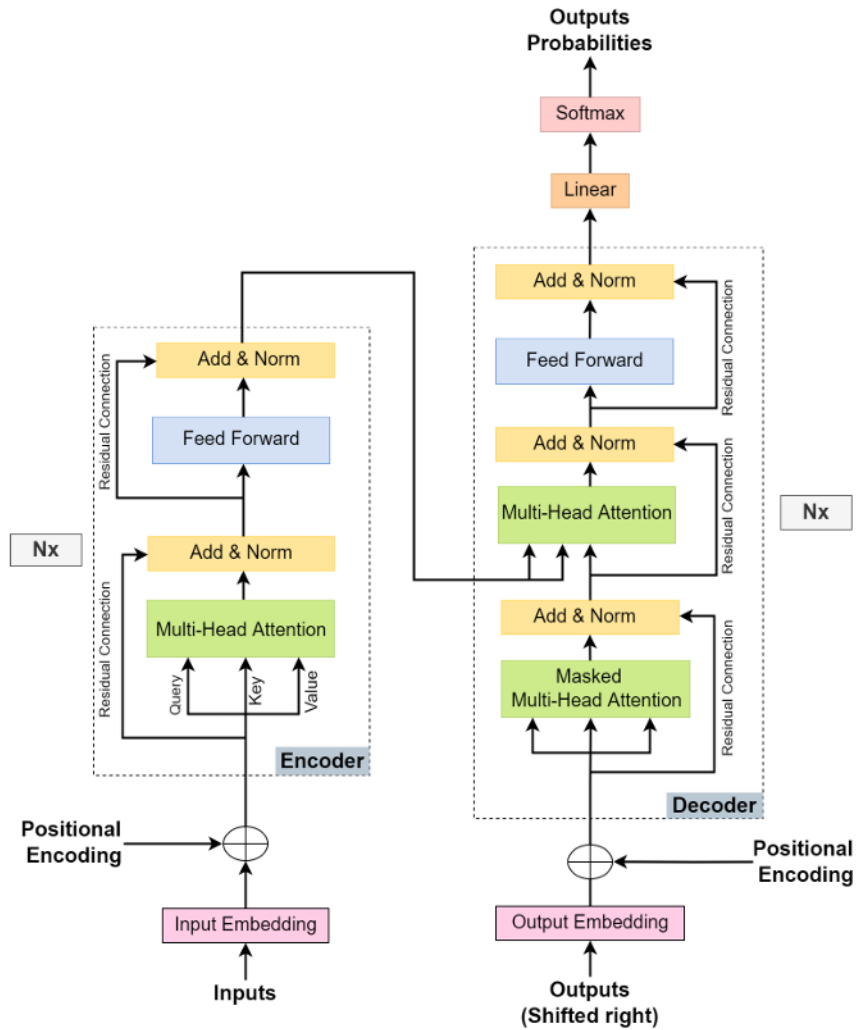 Outputs
Probabilities
Softmax
Linear
Add & Norm
Residual Connection
Feed Forward
Add & Norm
Residual Connection
Multi-Head Attention
Nx
Add & Norm
Residual Connection
Masked
Multi-Head Attention
Decoder
Positional
Encoding
Output Embedding
Outputs
(Shifted right)
Add & Norm
Residual Connection
Feed Forward
Nx
Add & Norm
Residual Connection
Multi-Head Attention
Query
Key
Value
Encoder
Positional
Encoding
Input Embedding
Inputs